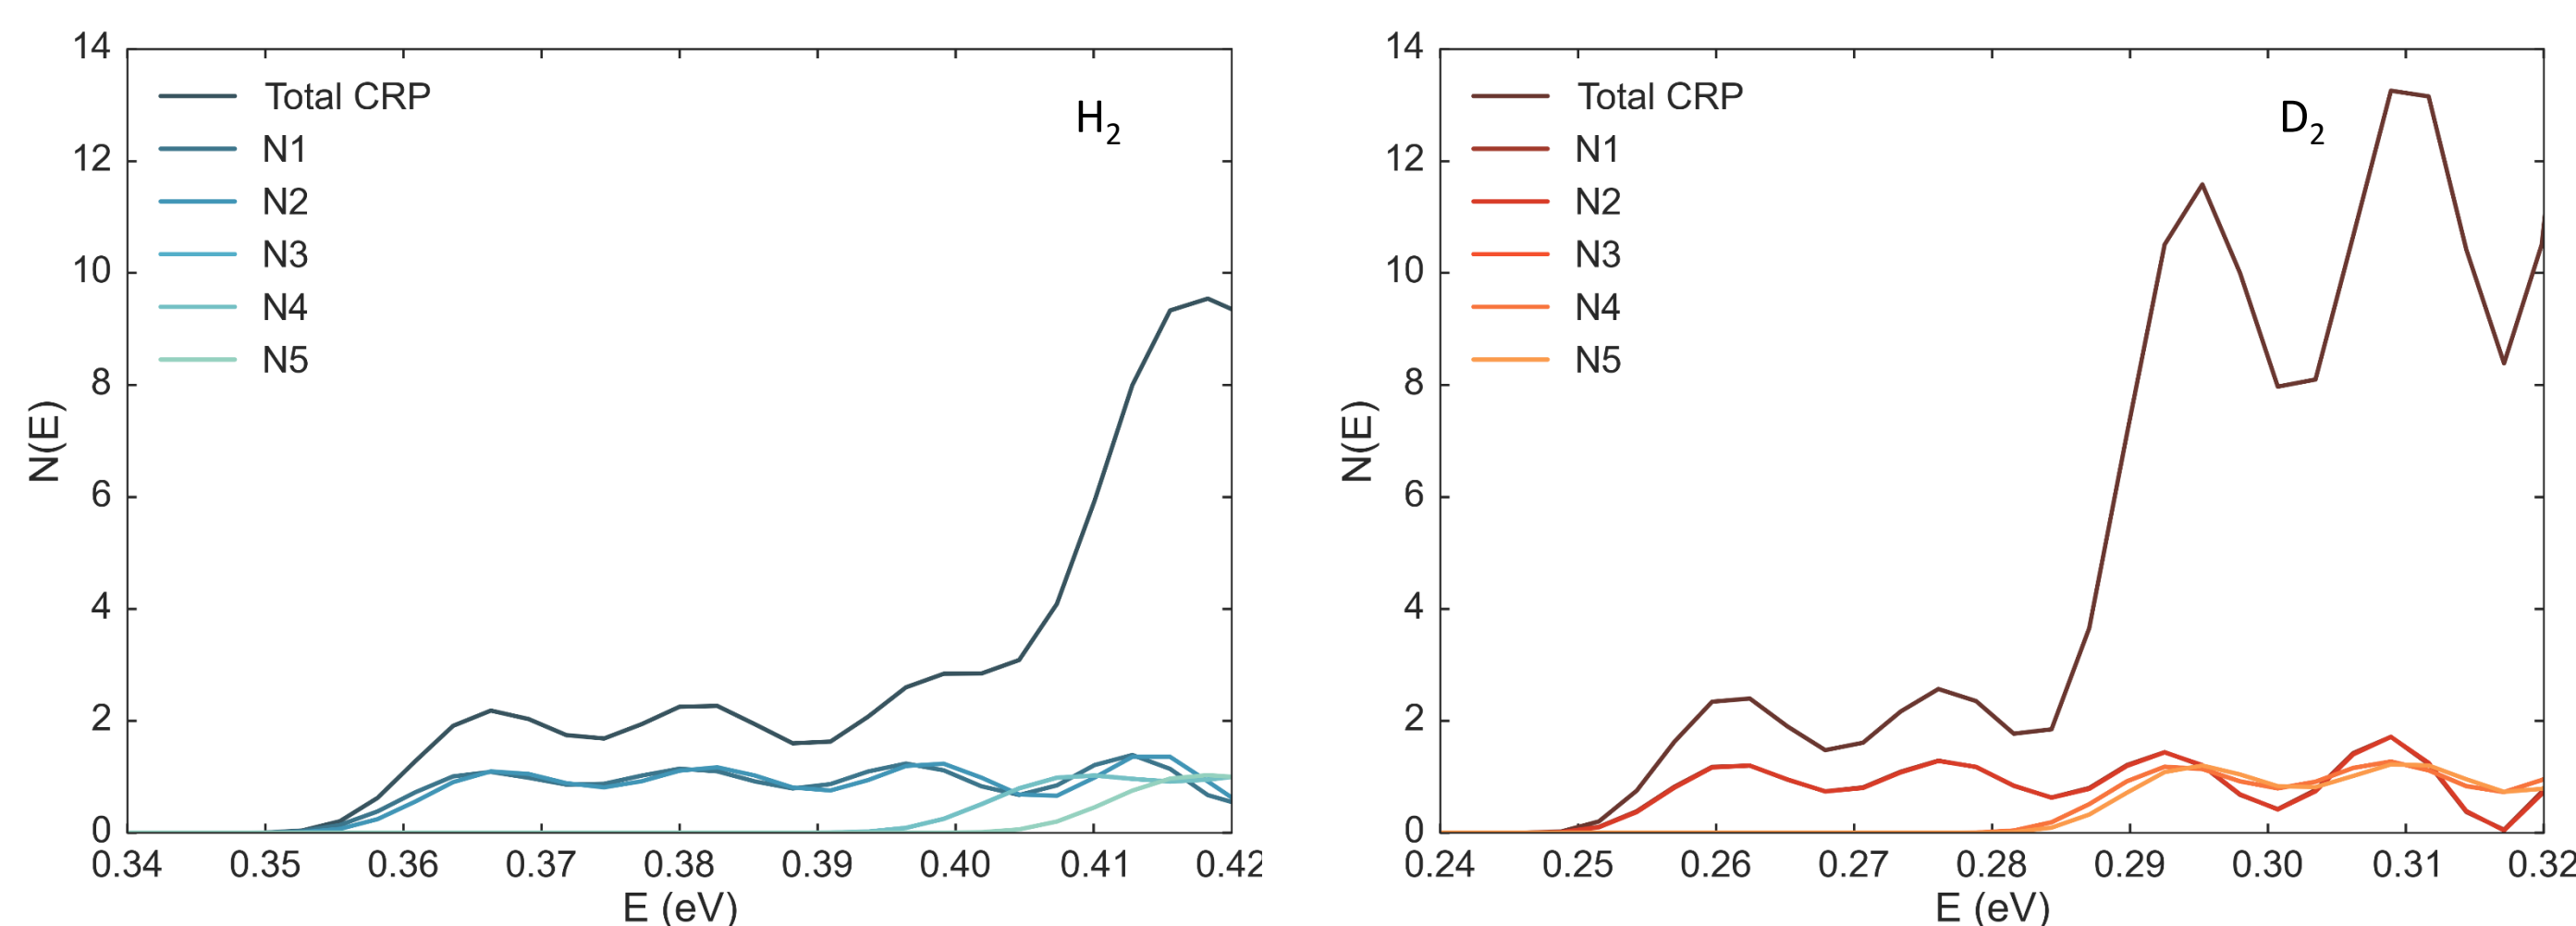 14
12
10
8
6
4
2
0
N(E)
Total CRP
N1
N2
N3
N4
N5
H2
0.34 0.35 0.36 0.37 0.38 0.39 0.40 0.41 0.42
E (eV)
14
12
10
8
6
4
2
0
N(E)
Total CRP
N1
N2
N3
N4
N5
D2
0.24 0.25 0.26 0.27 0.28 0.29 0.30 0.31 0.32
E (eV)